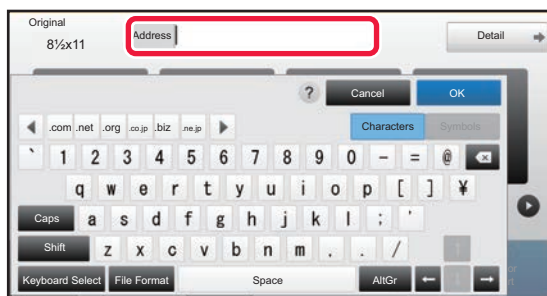 Original
8½x11
Address
Detail
? Cancel OK
.com .net .org .co.jp .biz .ne.jp Characters Symbols
` 1 2 3 4 5 6 7 8 9 0 - = @
q w e r t y u i o p [ ] ¥
Caps a s d f g h j k l ; '
Shift z x c v b n m , . /
Keyboard Select File Format Space AltGr